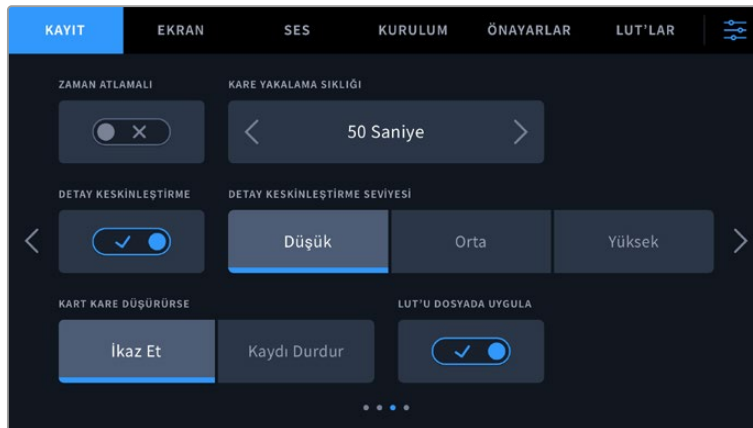 KAYIT EKRAN SES KURULUM ÖNAYARLAR LUT'LAR
ZAMAN ATLAMALI KARE YAKALAMA SIKLIĞI
50 Saniye
DETAY KESKİNLEŞTİRME DETAY KESKİNLEŞTİRME SEVİYESİ
Düşük Orta Yüksek
KART KARE DÜŞÜRÜRSE LUT'U DOSYADA UYGULA
İkaz Et Kaydı Durdur